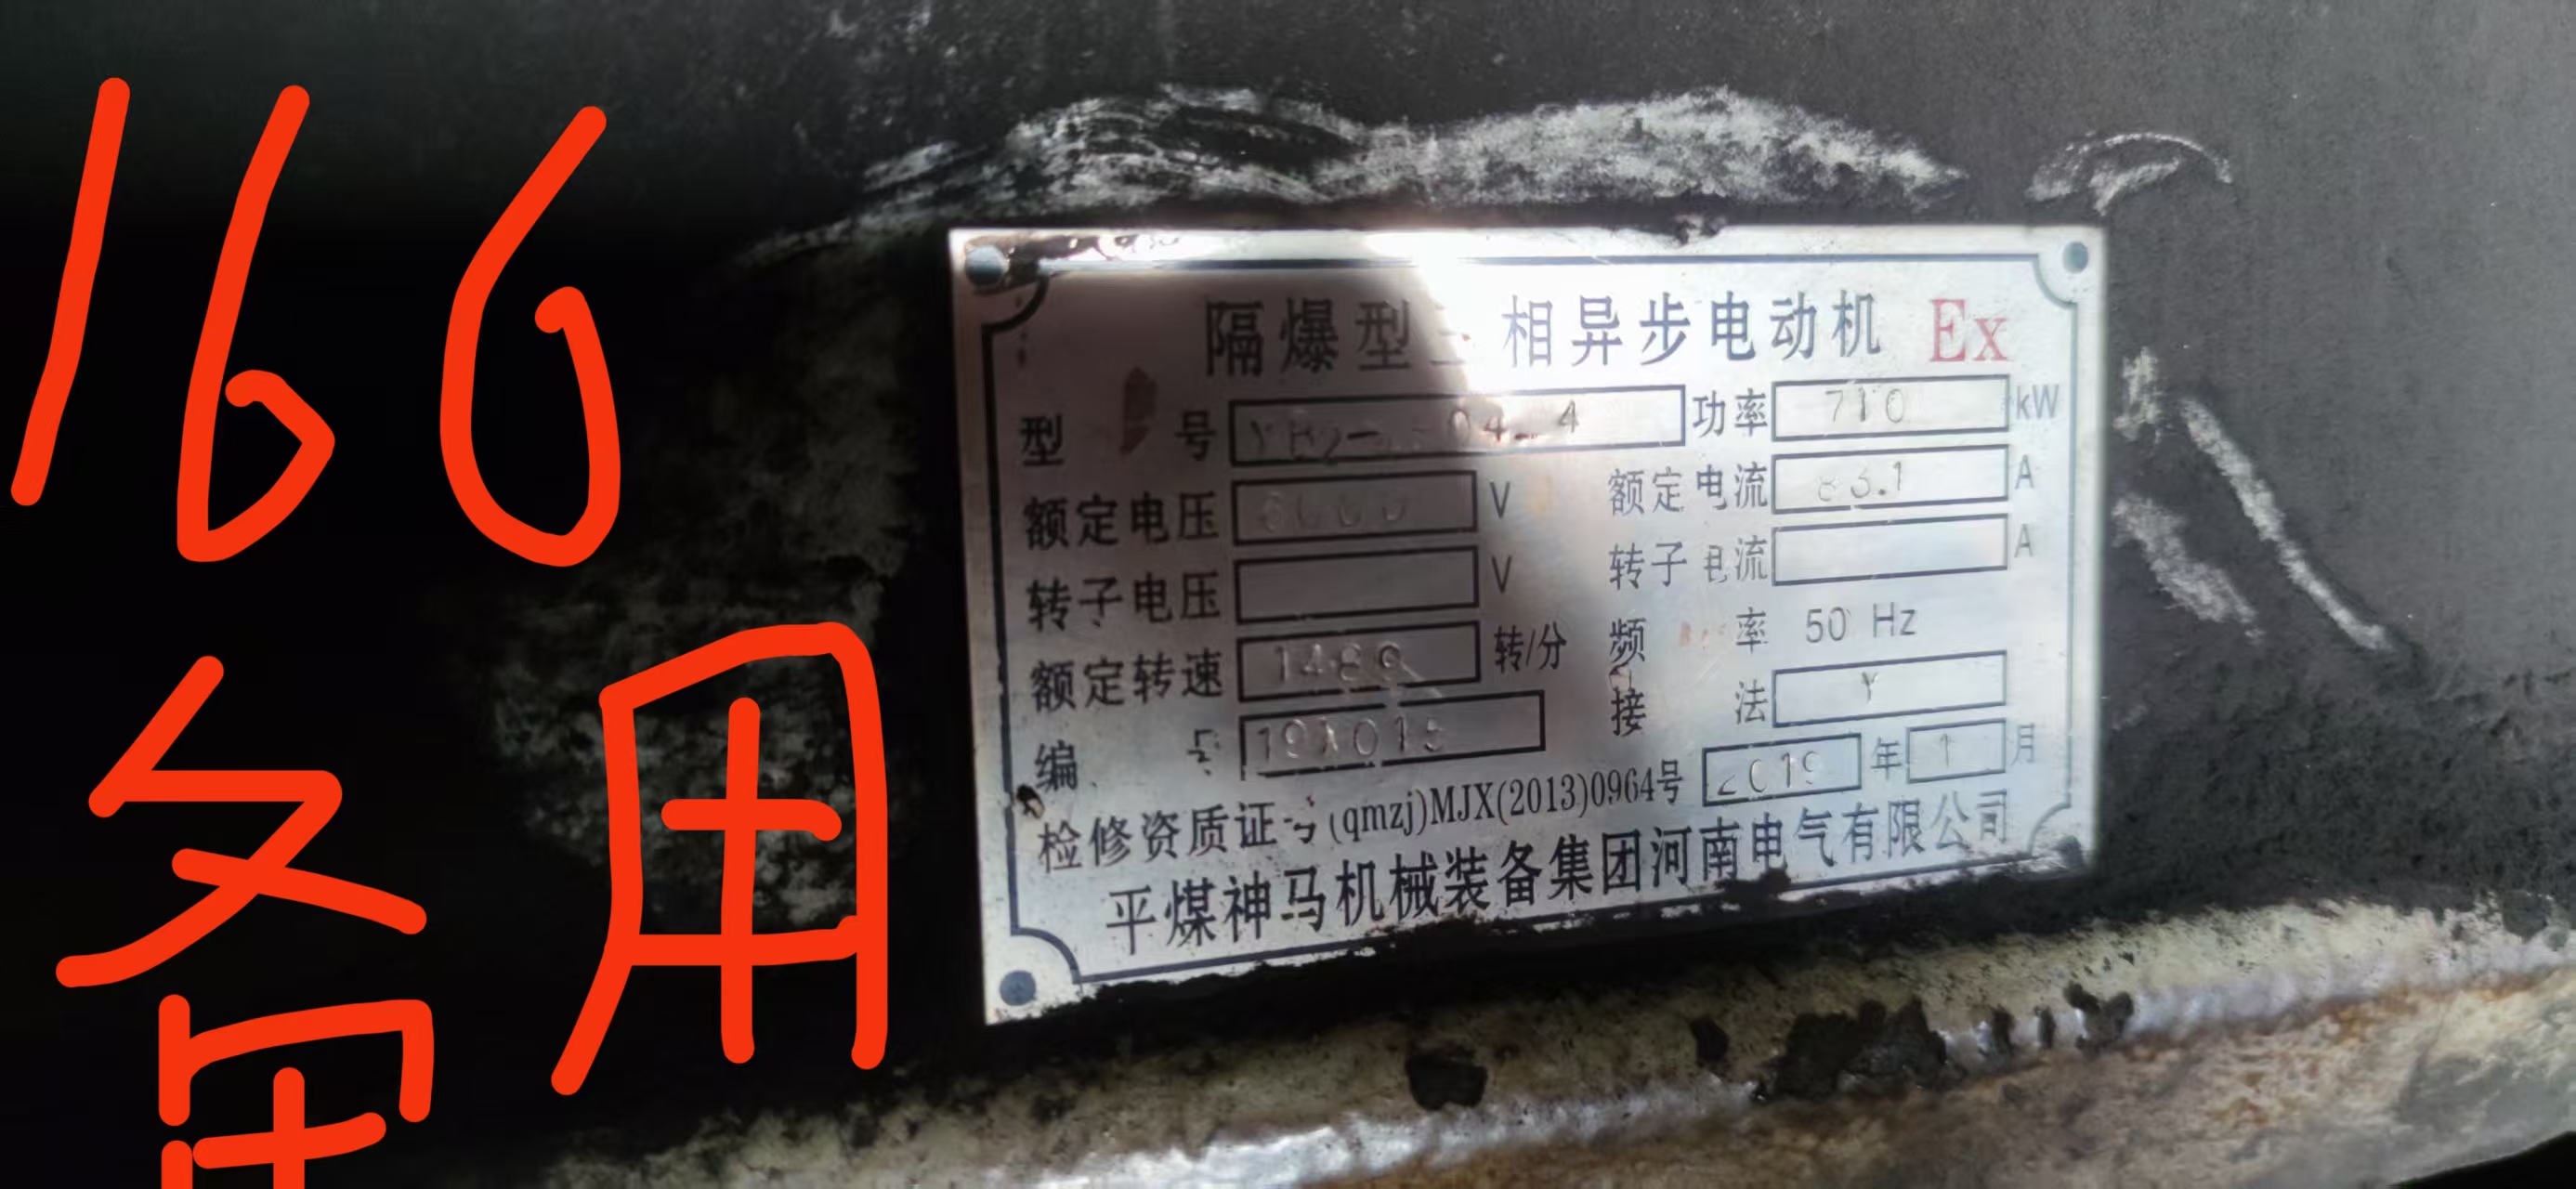 166
备用
隔爆型三相异步电动机 Ex
型号 功率 710 kW
额定电压 6000 V 额定电流 83.1 A
转子电压 V 转子电流 A
额定转速 1489 转/分 频率 50 Hz
编号 接法 Y
检修资质证号(qmzj)MJX(2013)0964号 2019 年 1 月
平煤神马机械装备集团河南电气有限公司